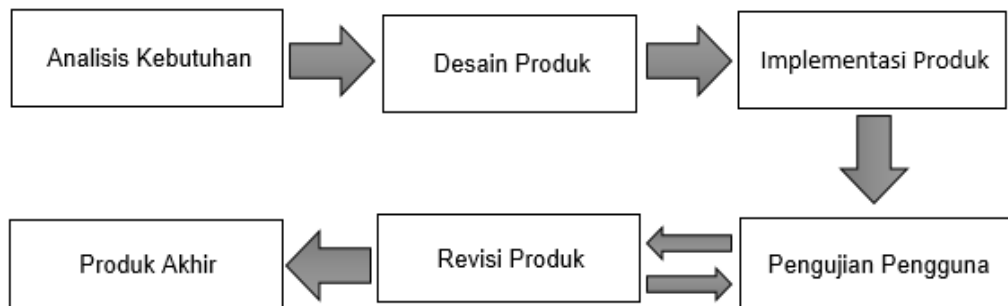 Analisis Kebutuhan
Desain Produk
Implementasi Produk
Produk Akhir
Revisi Produk
Pengujian Pengguna